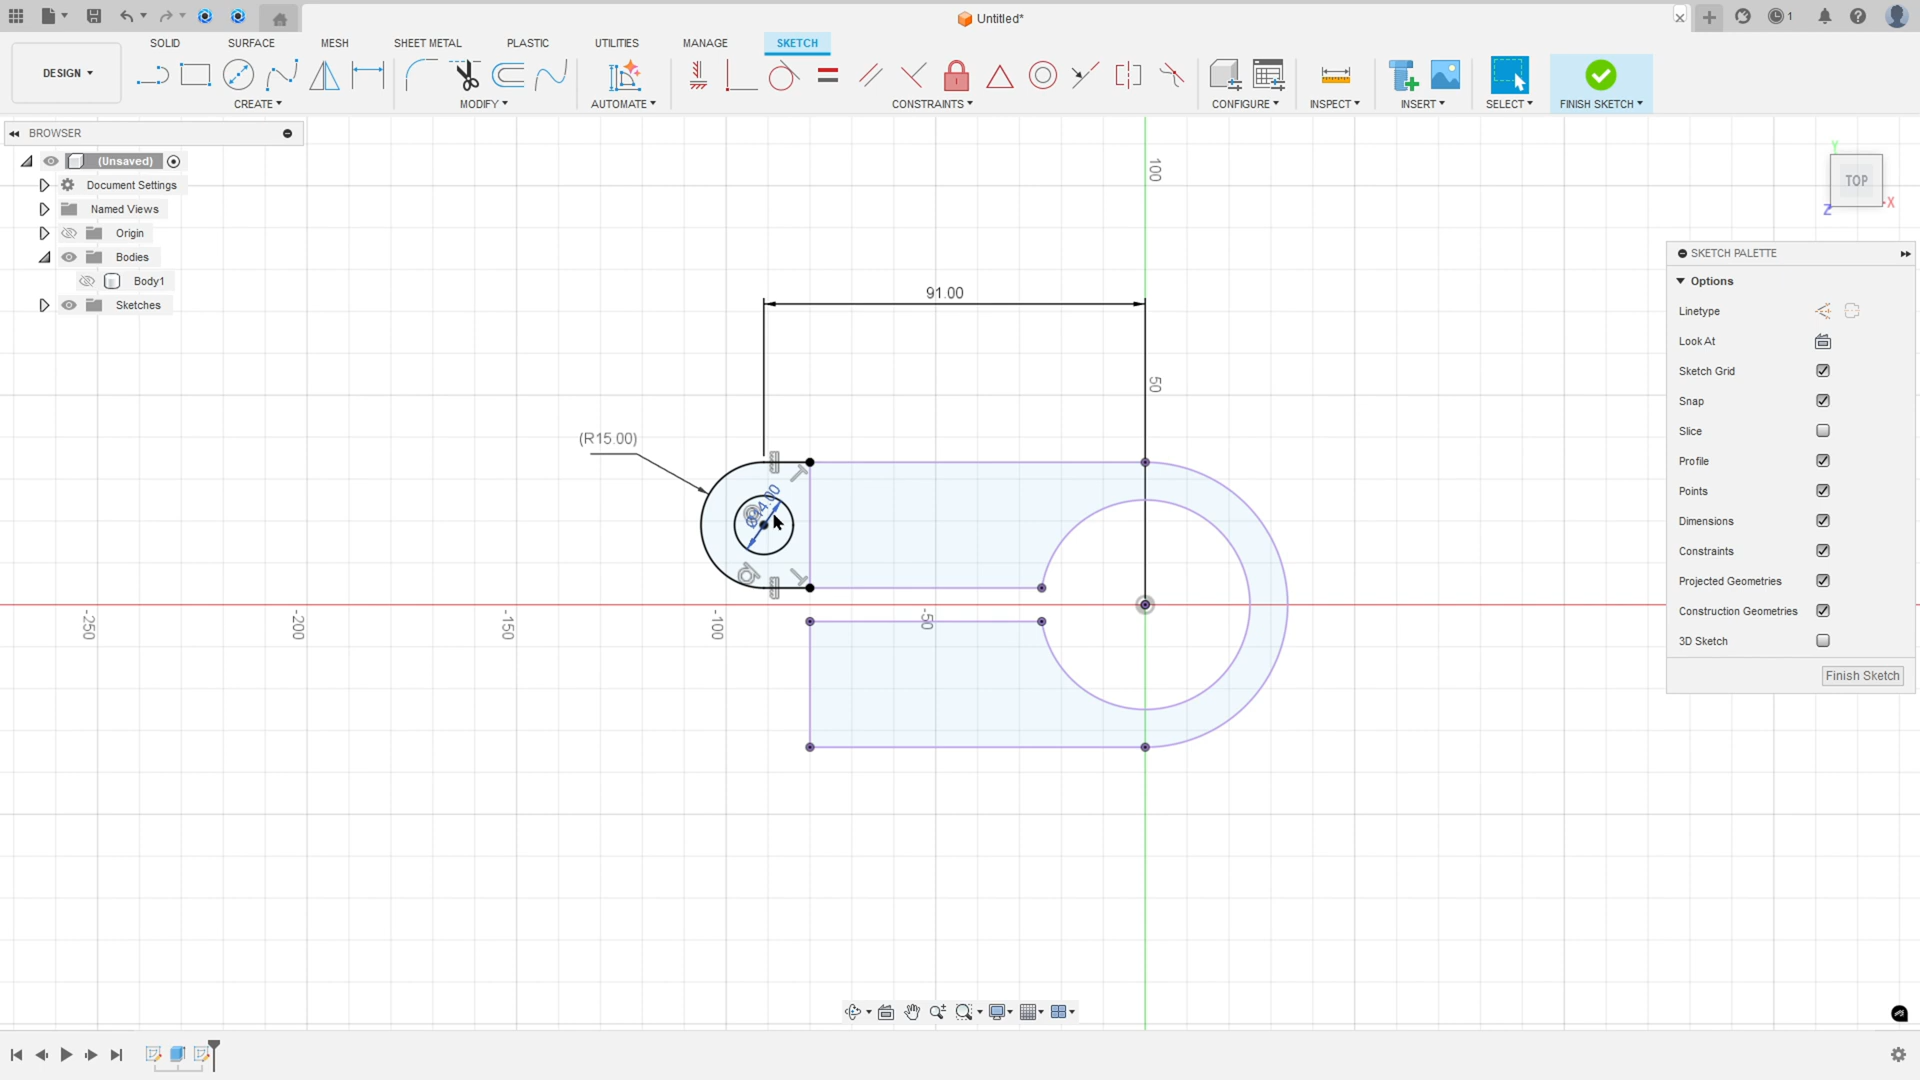 Untitled*
1
DESIGN
SOLID SURFACE MESH SHEET METAL PLASTIC UTILITIES MANAGE SKETCH
CREATE MODIFY AUTOMATE CONSTRAINTS CONFIGURE INSPECT INSERT SELECT FINISH SKETCH
BROWSER
(Unsaved)
Document Settings
Named Views
Origin
Bodies
Body1
Sketches
TOP
Y
X
Z
100
50
91.00
(R15.00)
Ø14.00
-250
-200
-150
-100
-50
SKETCH PALETTE
Options
Linetype
Look At
Sketch Grid
Snap
Slice
Profile
Points
Dimensions
Constraints
Projected Geometries
Construction Geometries
3D Sketch
Finish Sketch